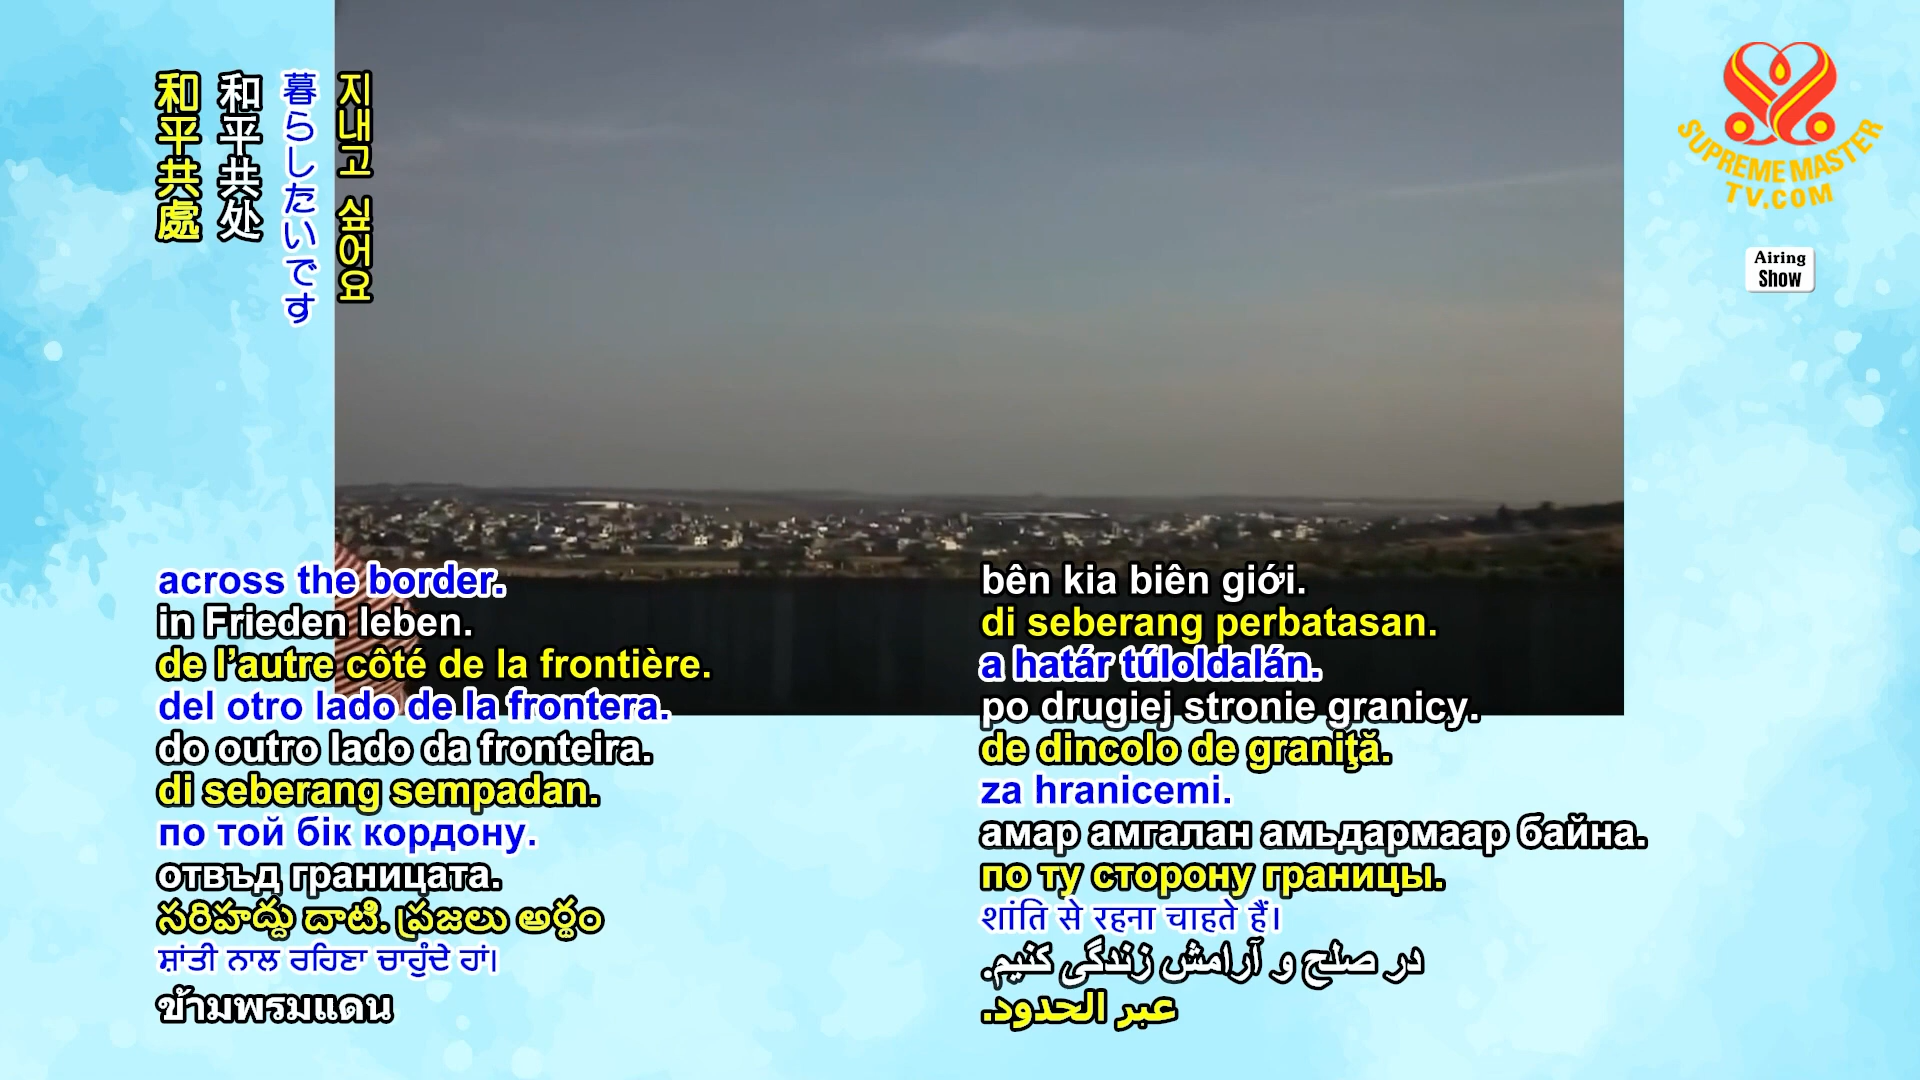 和平共處
和平共处
暮らしたいです
지내고 싶어요
SUPREME MASTER
TV.COM
Airing
Show
across the border.
in Frieden leben.
de l’autre côté de la frontière.
del otro lado de la frontera.
do outro lado da fronteira.
di seberang sempadan.
по той бік кордону.
отвъд границата.
సరిహద్దు దాటి. ప్రజలు అర్థం
ਸ਼ਾਂਤੀ ਨਾਲ ਰਹਿਣਾ ਚਾਹੁੰਦੇ ਹਾਂ।
ข้ามพรมแดน
bên kia biên giới.
di seberang perbatasan.
a határ túloldalán.
po drugiej stronie granicy.
de dincolo de graniţă.
za hranicemi.
амар амгалан амьдармаар байна.
по ту сторону границы.
शांति से रहना चाहते हैं।
در صلح و آرامش زندگی کنیم.
عبر الحدود.